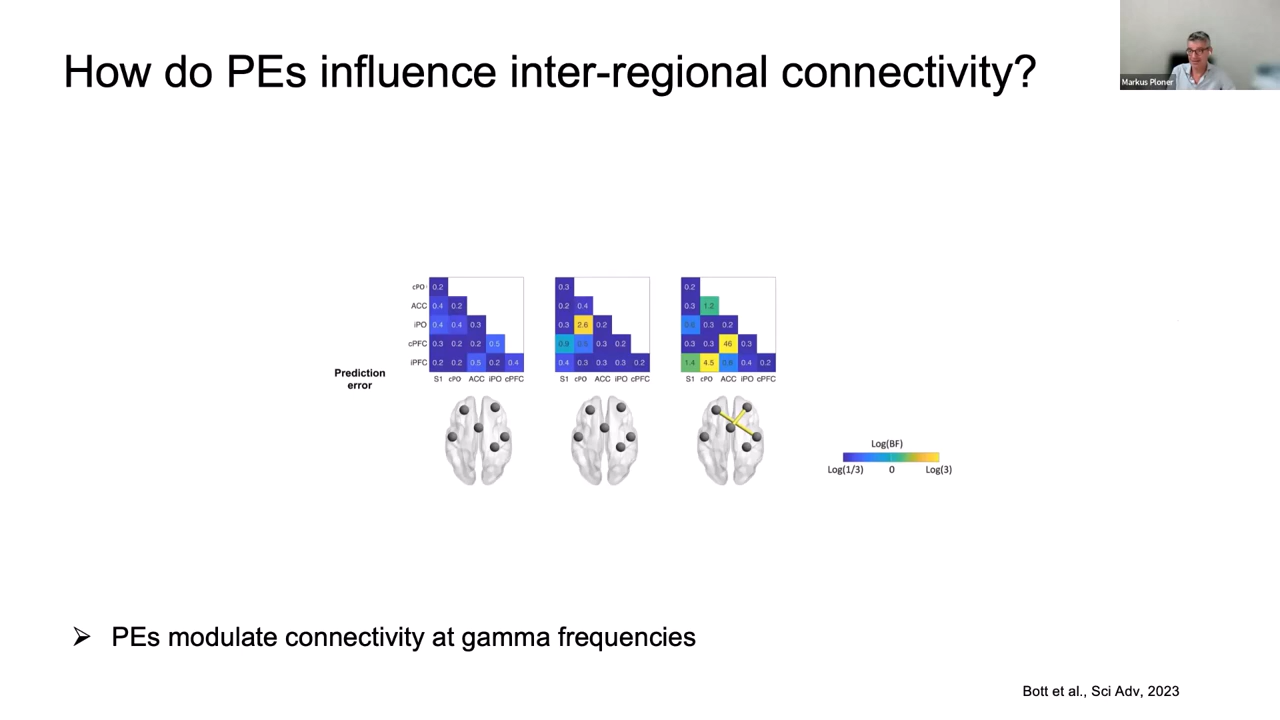 How do PEs influence inter-regional connectivity?
Markus Ploner
cPO 0.2 0.3 0.2
ACC 0.4 0.2 0.2 0.4 0.3 1.2
iPO 0.4 0.4 0.3 0.3 2.6 0.2 0.6 0.3 0.2
cPFC 0.3 0.2 0.2 0.5 0.9 0.3 0.2 0.3 0.3 46 0.3
iPFC 0.2 0.2 0.5 0.2 0.4 0.4 0.3 0.3 0.3 0.2 1.4 4.5 0.4 0.2
S1 cPO ACC iPO cPFC S1 cPO ACC iPO cPFC S1 cPO ACC iPO cPFC
Prediction
error
Log(BF)
Log(1/3) 0 Log(3)
➢ PEs modulate connectivity at gamma frequencies
Bott et al., Sci Adv, 2023